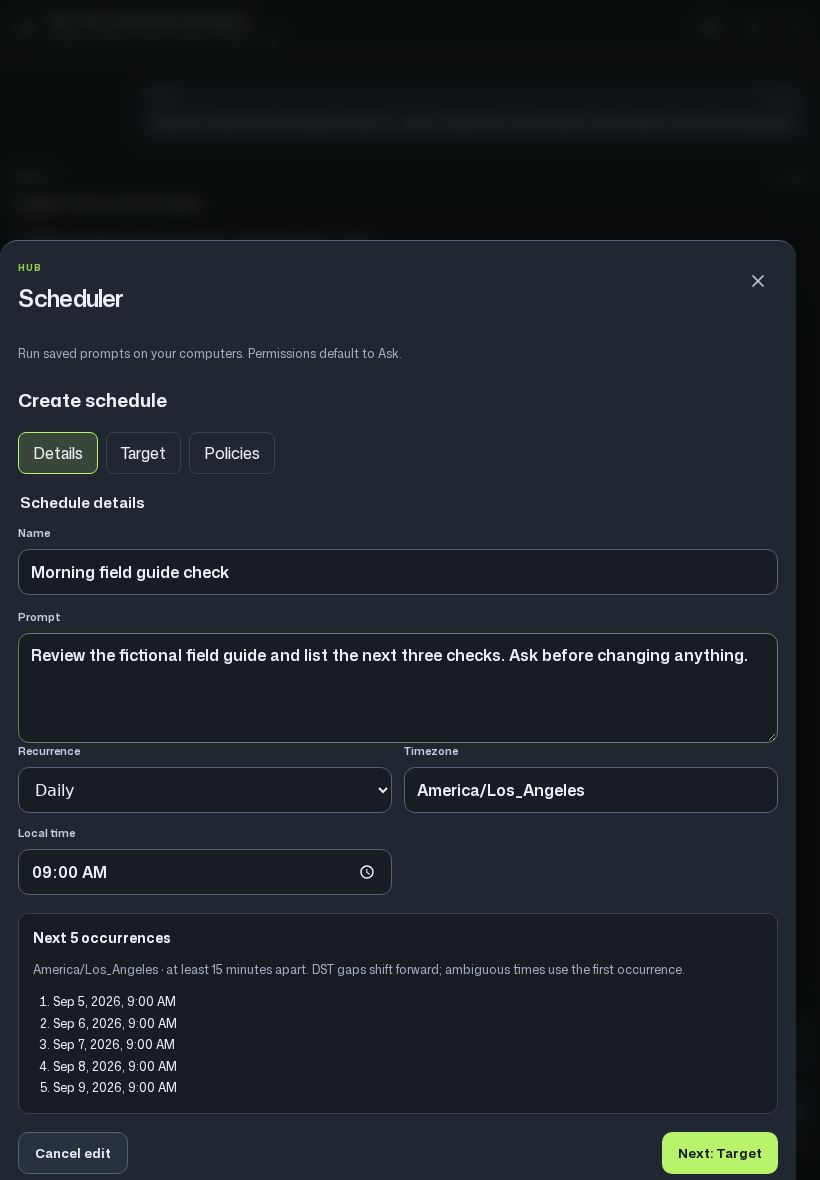 HUB
Scheduler
Run saved prompts on your computers. Permissions default to Ask.
Create schedule
Details Target Policies
Schedule details
Name
Morning field guide check
Prompt
Review the fictional field guide and list the next three checks. Ask before changing anything.
Recurrence Timezone
Daily America/Los_Angeles
Local time
09:00 AM
Next 5 occurrences
America/Los_Angeles · at least 15 minutes apart. DST gaps shift forward; ambiguous times use the first occurrence.
1. Sep 5, 2026, 9:00 AM
2. Sep 6, 2026, 9:00 AM
3. Sep 7, 2026, 9:00 AM
4. Sep 8, 2026, 9:00 AM
5. Sep 9, 2026, 9:00 AM
Cancel edit Next: Target